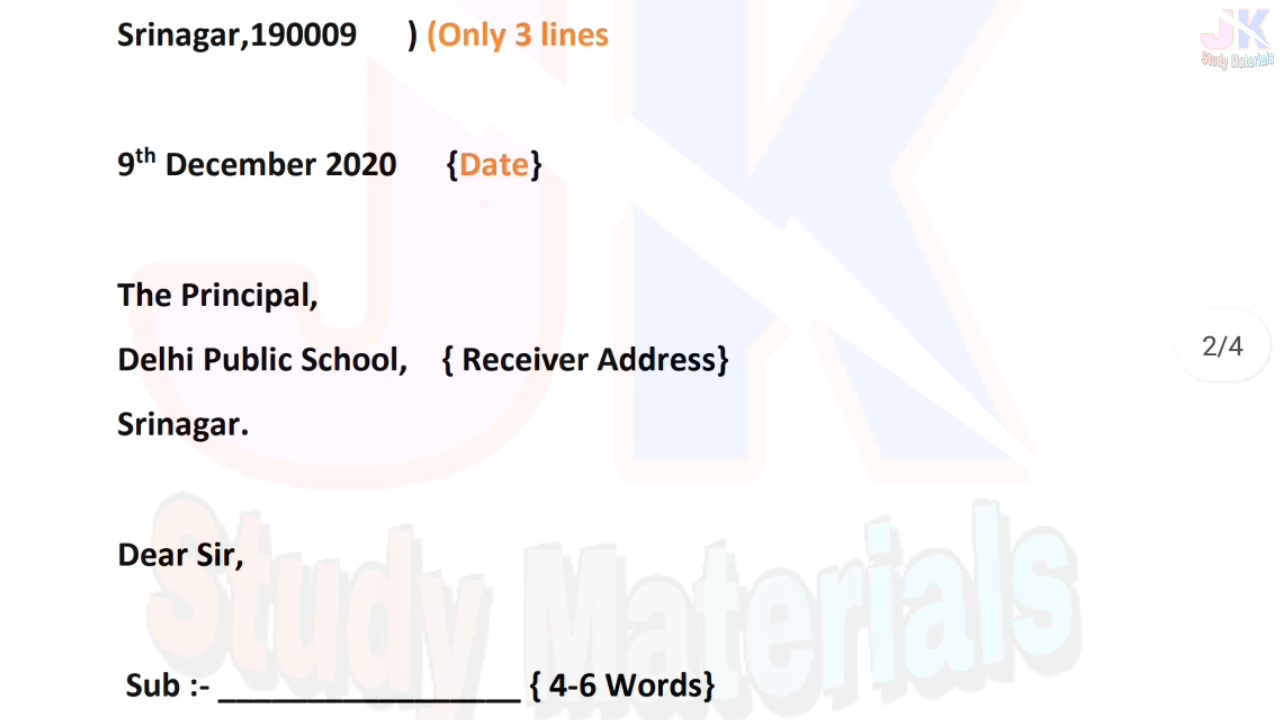 Srinagar,190009 ) (Only 3 lines
JK
Study Materials
9th December 2020 {Date}
The Principal,
2/4
Delhi Public School, { Receiver Address}
Srinagar.
Dear Sir,
Study Materials
Sub :- __________________ { 4-6 Words}